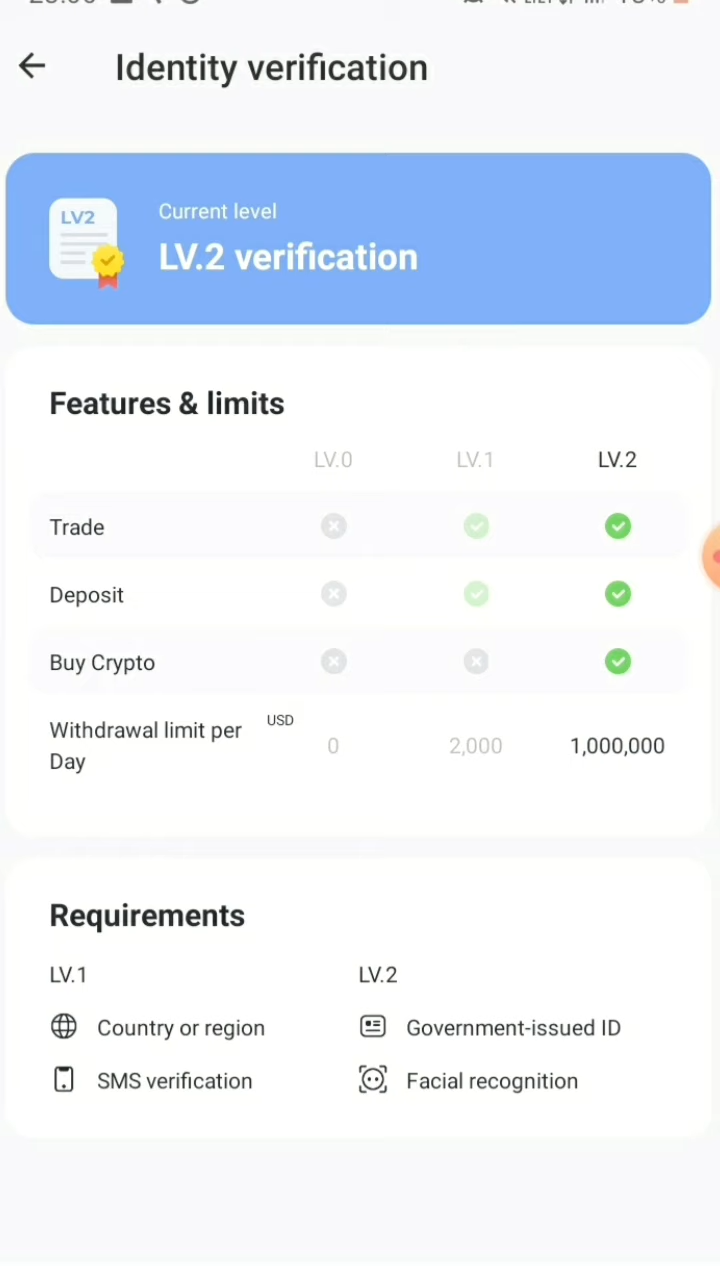 Identity verification
LV2
Current level
LV.2 verification
Features & limits
LV.0 LV.1 LV.2
Trade
Deposit
Buy Crypto
Withdrawal limit per Day USD 0 2,000 1,000,000
Requirements
LV.1 LV.2
Country or region Government-issued ID
SMS verification Facial recognition